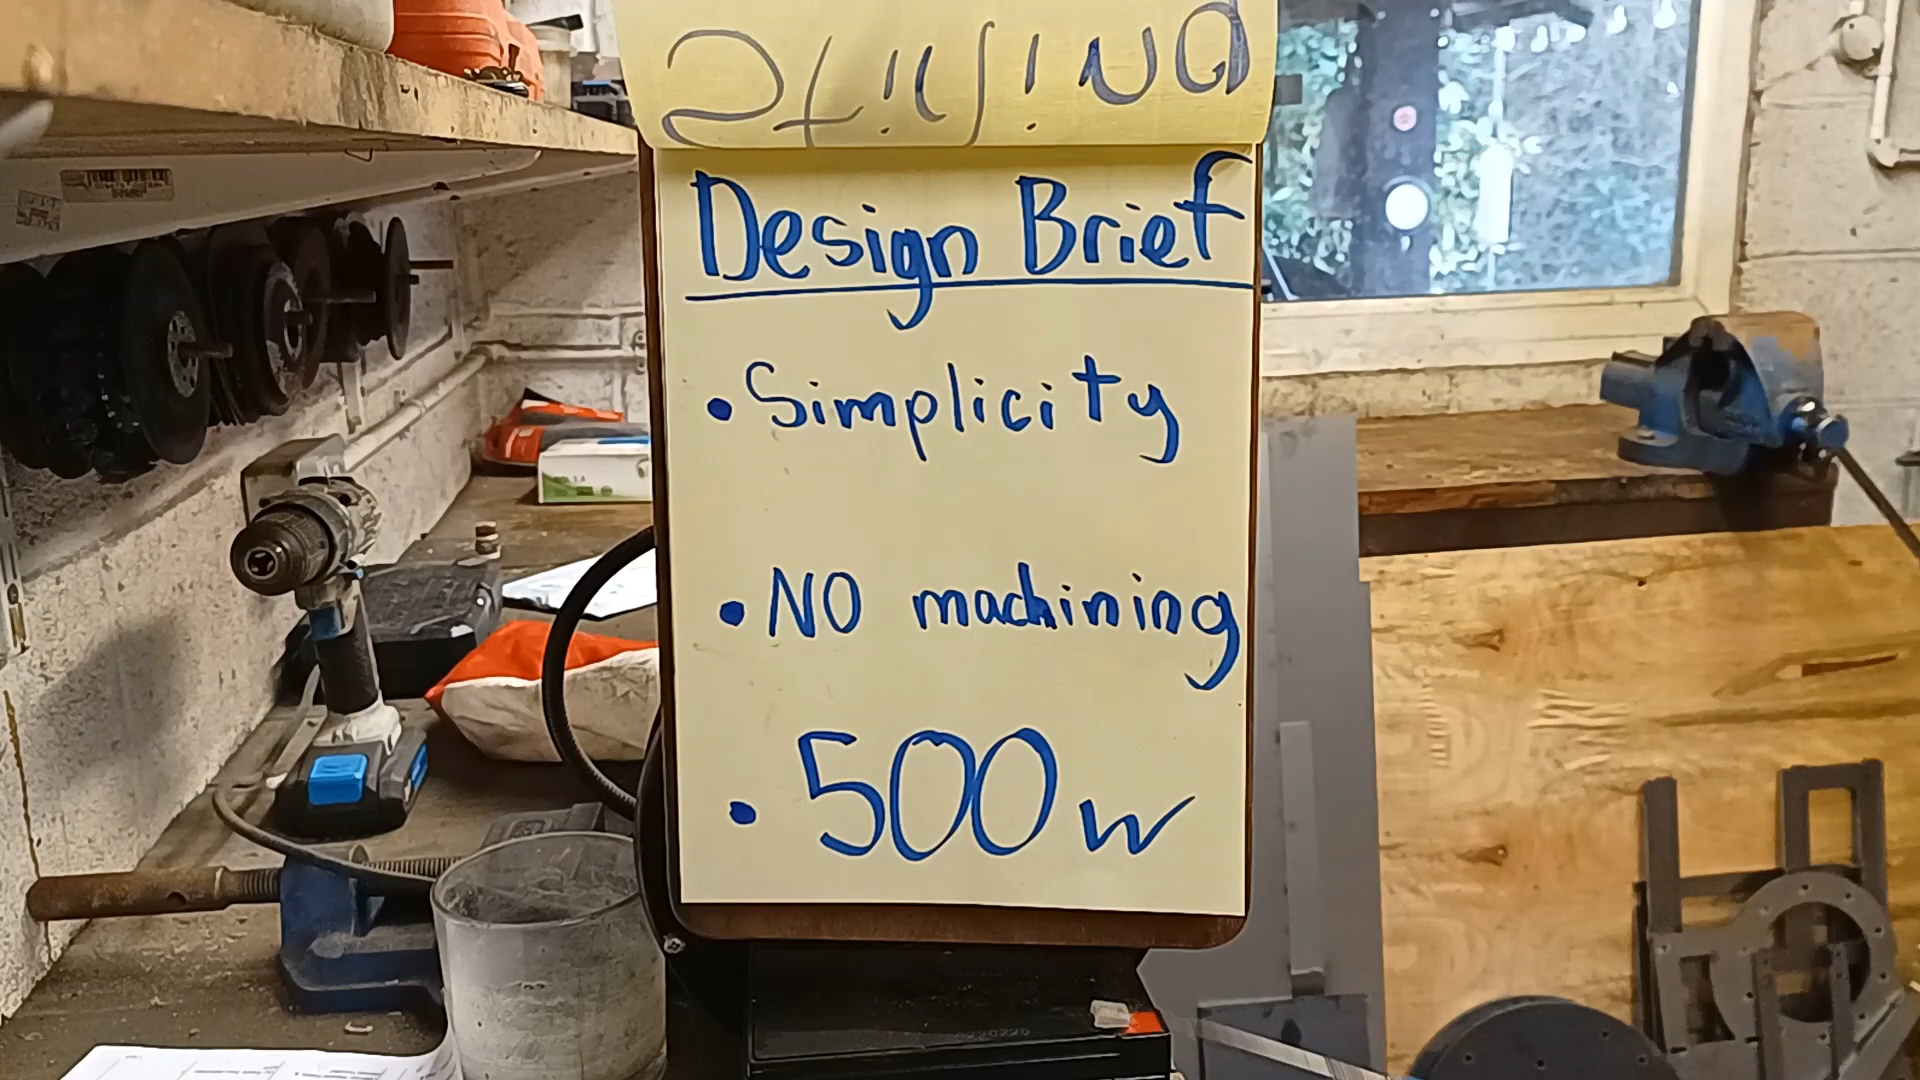 Design Brief
• Simplicity
• NO machining
• 500w